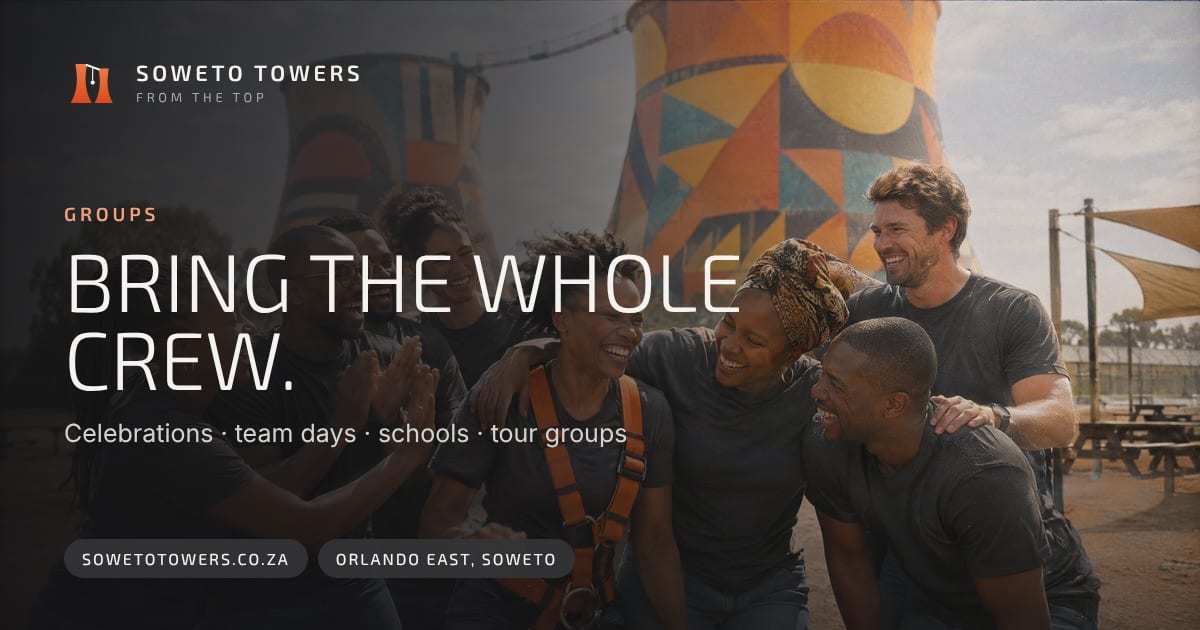 SOWETO TOWERS
FROM THE TOP
GROUPS
BRING THE WHOLE
CREW.
Celebrations · team days · schools · tour groups
SOWETOTOWERS.CO.ZA
ORLANDO EAST, SOWETO